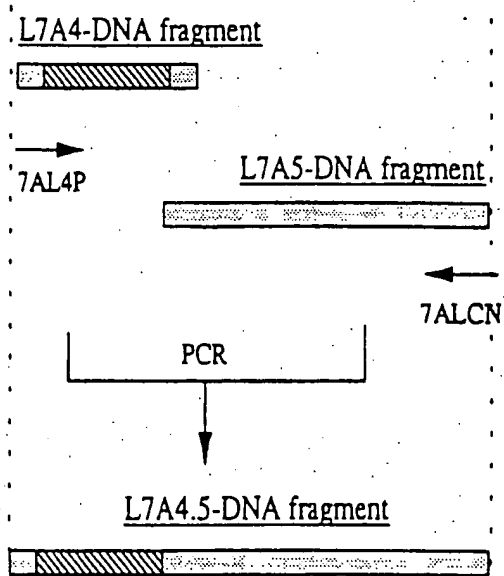 L7A4-DNA fragment
7AL4P
L7A5-DNA fragment
7ALCN
PCR
L7A4.5-DNA fragment